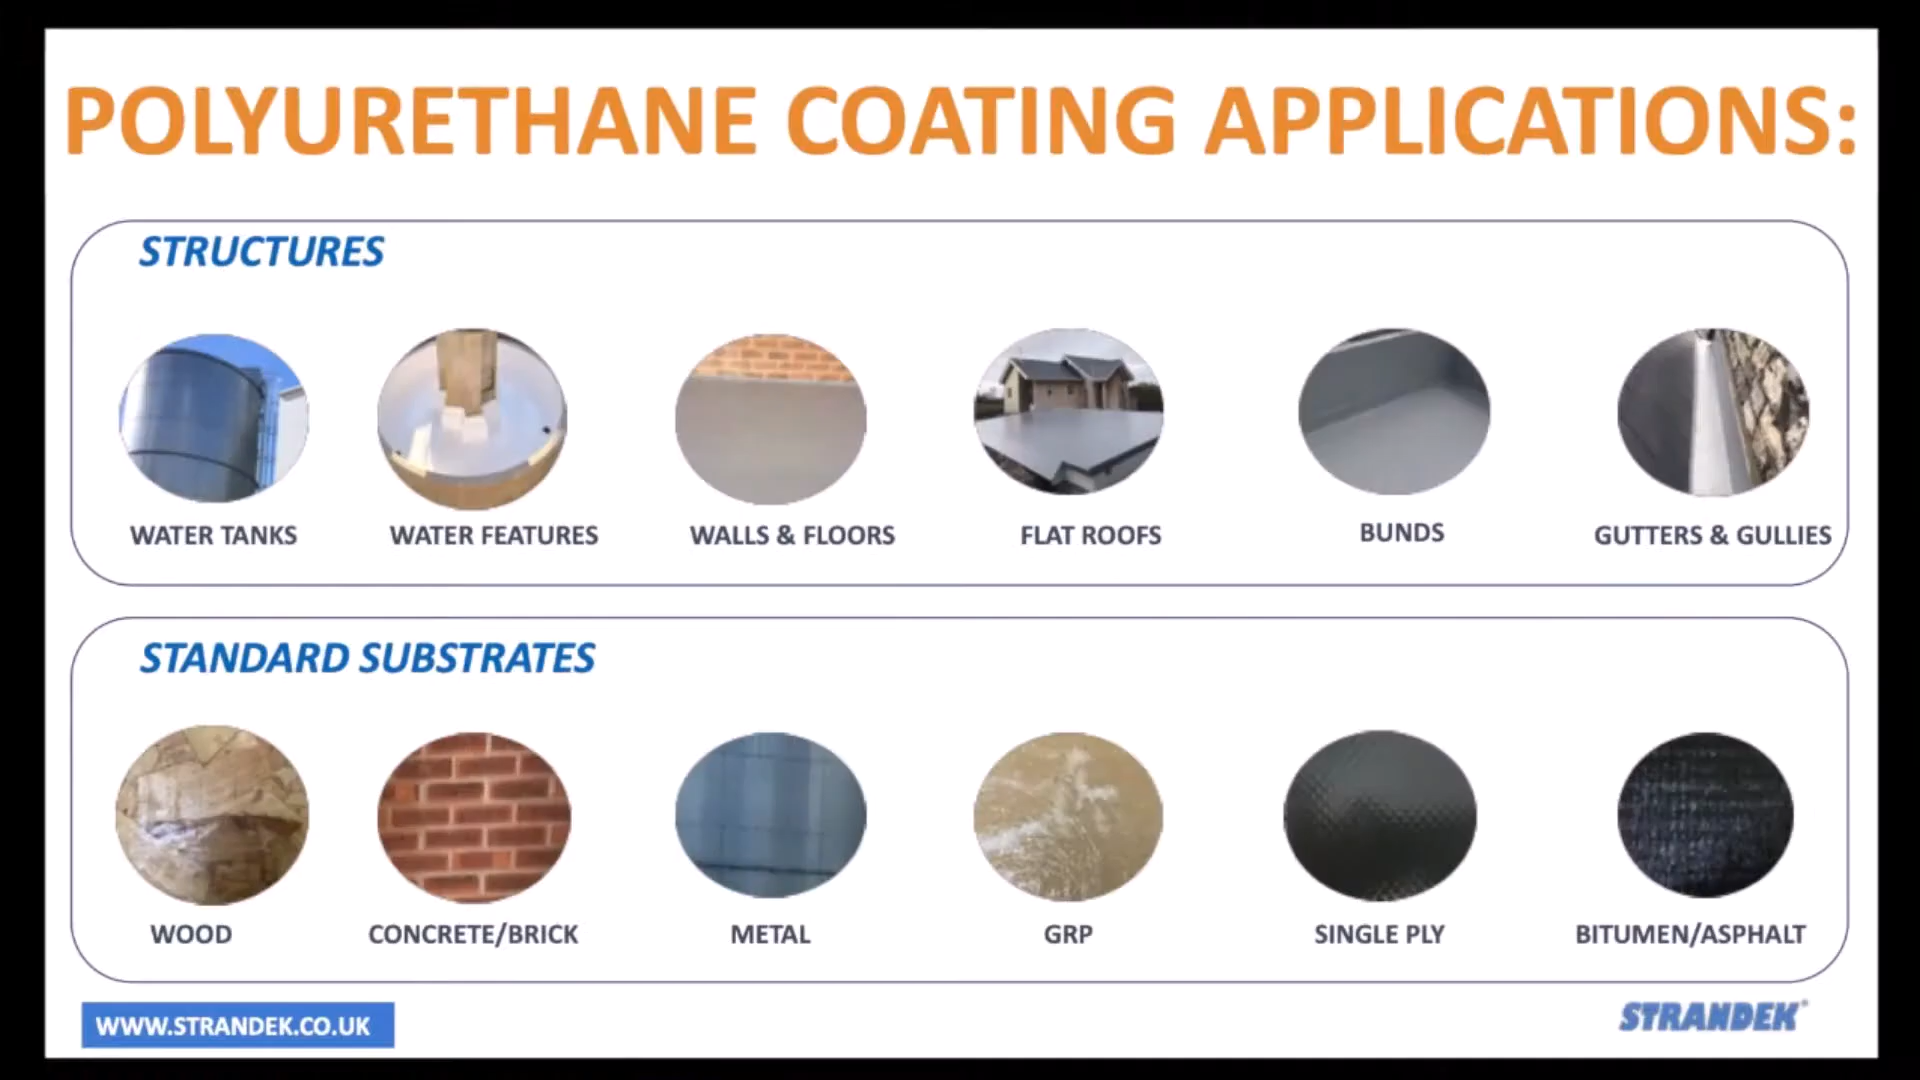 POLYURETHANE COATING APPLICATIONS:
STRUCTURES
WATER TANKS
WATER FEATURES
WALLS & FLOORS
FLAT ROOFS
BUNDS
GUTTERS & GULLIES
STANDARD SUBSTRATES
WOOD
CONCRETE/BRICK
METAL
GRP
SINGLE PLY
BITUMEN/ASPHALT
WWW.STRANDEK.CO.UK
STRANDEK®